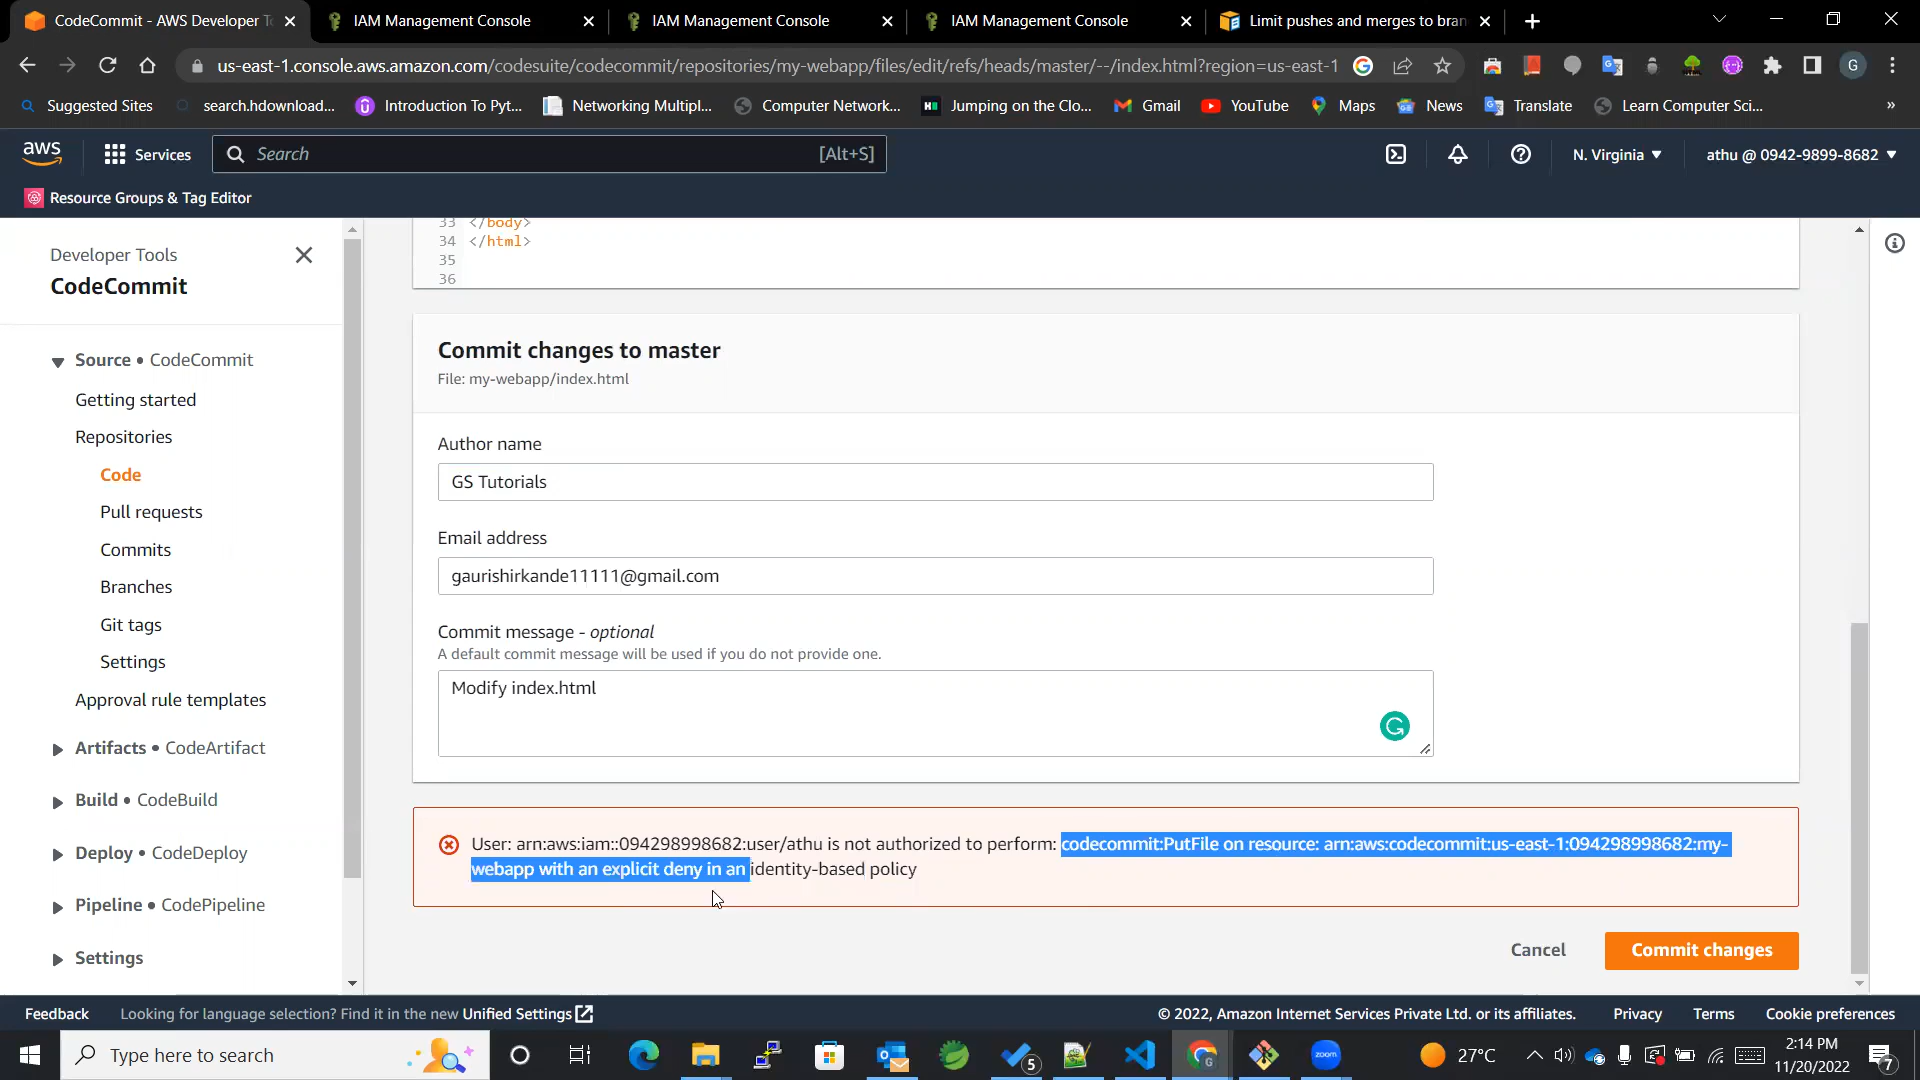 CodeCommit - AWS Developer To
IAM Management Console
IAM Management Console
IAM Management Console
Limit pushes and merges to bran
us-east-1.console.aws.amazon.com/codesuite/codecommit/repositories/my-webapp/files/edit/refs/heads/master/--/index.html?region=us-east-1
G
Suggested Sites
search.hdownload...
Introduction To Pyt...
Networking Multipl...
Computer Network...
Jumping on the Clo...
Gmail
YouTube
Maps
News
Translate
Learn Computer Sci...
»
aws
Services
Search
[Alt+S]
N. Virginia
athu @ 0942-9899-8682
Resource Groups & Tag Editor
Developer Tools
CodeCommit
Source • CodeCommit
Getting started
Repositories
Code
Pull requests
Commits
Branches
Git tags
Settings
Approval rule templates
Artifacts • CodeArtifact
Build • CodeBuild
Deploy • CodeDeploy
Pipeline • CodePipeline
Settings
33 </body>
34 </html>
35
36
Commit changes to master
File: my-webapp/index.html
Author name
GS Tutorials
Email address
gaurishirkande11111@gmail.com
Commit message - optional
A default commit message will be used if you do not provide one.
Modify index.html
User: arn:aws:iam::094298998682:user/athu is not authorized to perform: codecommit:PutFile on resource: arn:aws:codecommit:us-east-1:094298998682:my-
webapp with an explicit deny in an identity-based policy
Cancel
Commit changes
Feedback
Looking for language selection? Find it in the new Unified Settings
© 2022, Amazon Internet Services Private Ltd. or its affiliates.
Privacy
Terms
Cookie preferences
Type here to search
5
zoom
27°C
2:14 PM
11/20/2022
7